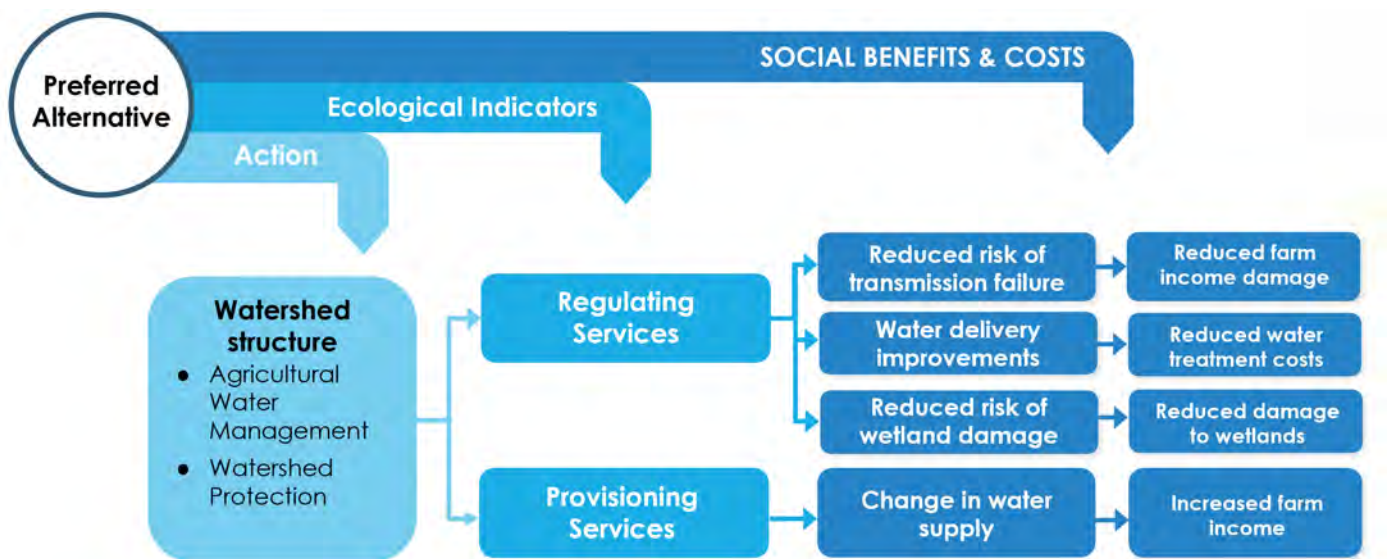 SOCIAL BENEFITS & COSTS
Preferred
Alternative
Ecological Indicators
Action
Watershed
structure
● Agricultural
Water
Management
● Watershed
Protection
Regulating
Services
Provisioning
Services
Reduced risk of
transmission failure
Water delivery
improvements
Reduced risk of
wetland damage
Change in water
supply
Reduced farm
income damage
Reduced water
treatment costs
Reduced damage
to wetlands
Increased farm
income